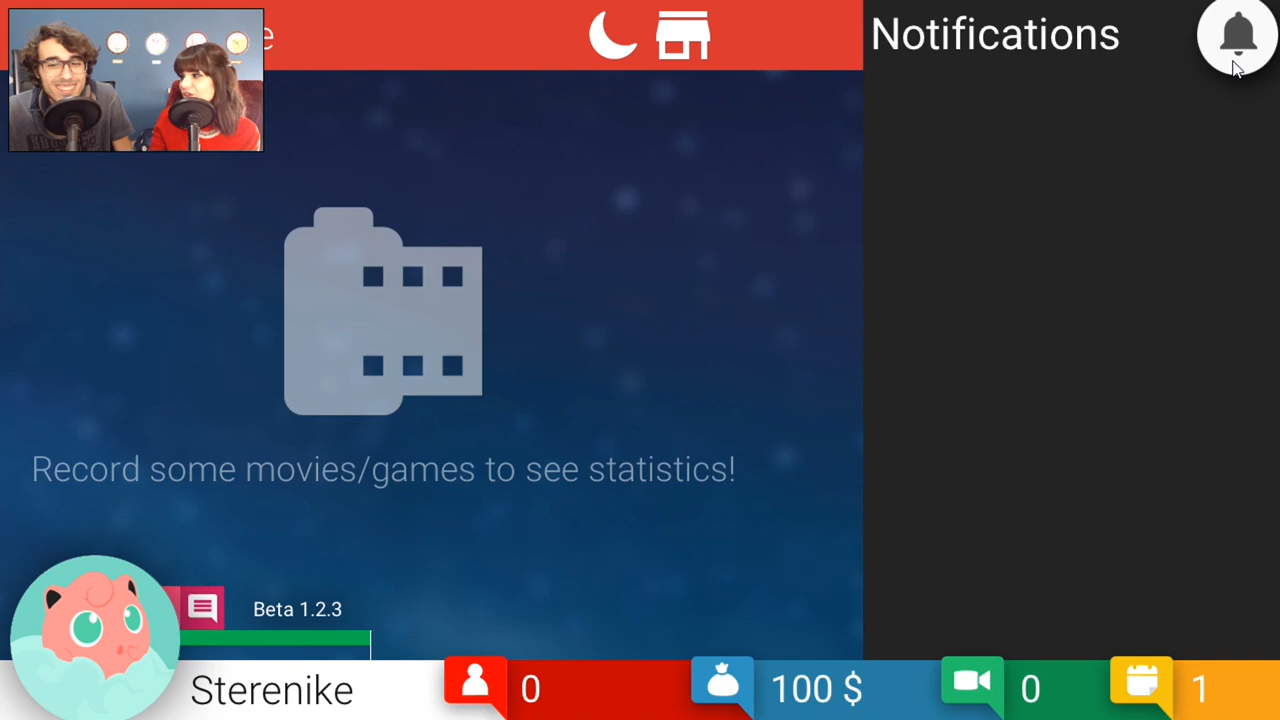 e
Notifications
Record some movies/games to see statistics!
Beta 1.2.3
Sterenike
0
100 $
0
1